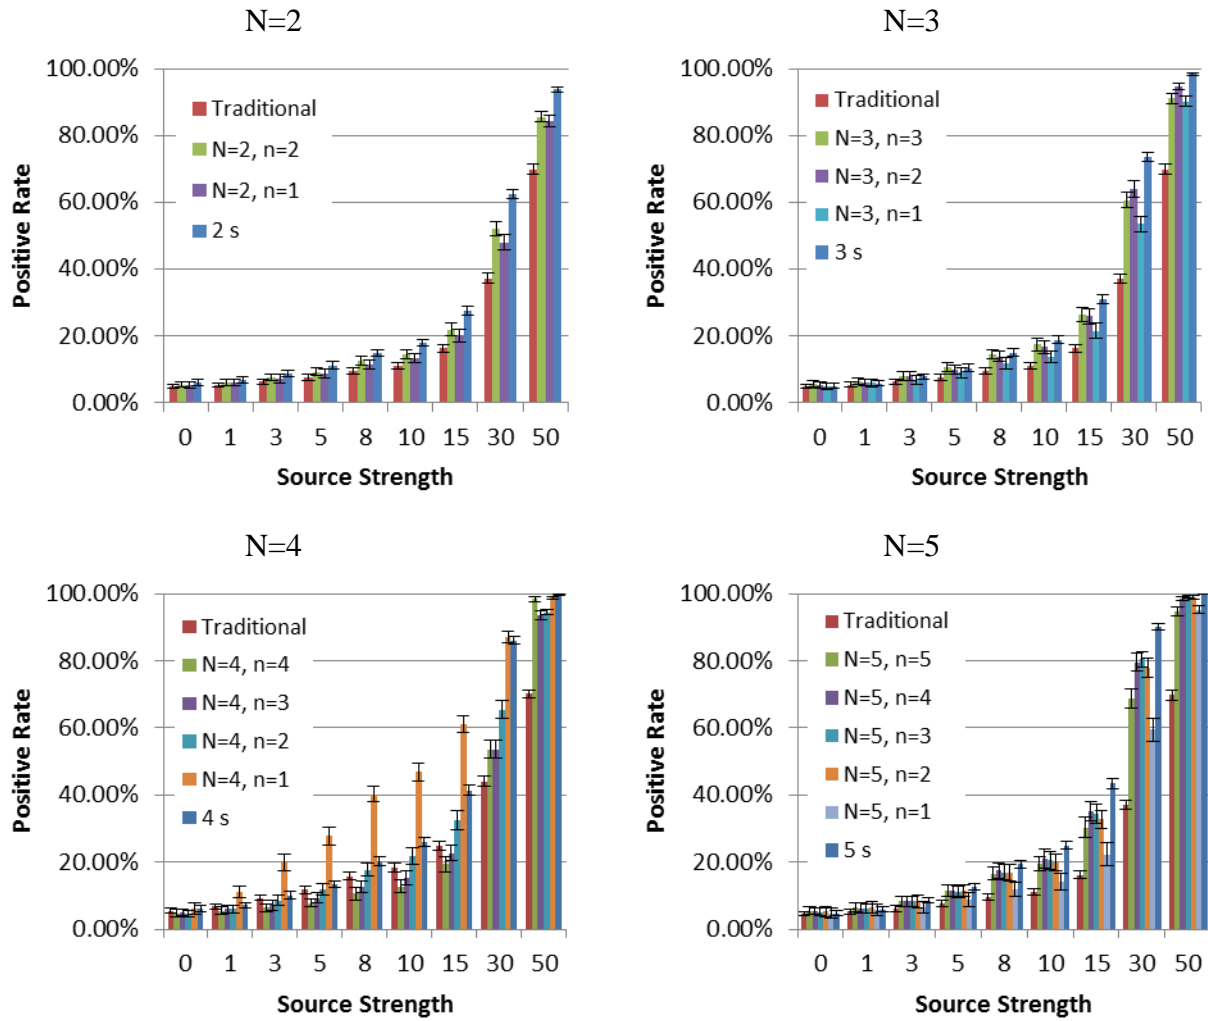 N=2
100.00%
80.00%
60.00%
40.00%
20.00%
0.00%
Positive Rate
Traditional
N=2, n=2
N=2, n=1
2 s
0 1 3 5 8 10 15 30 50
Source Strength
N=3
100.00%
80.00%
60.00%
40.00%
20.00%
0.00%
Positive Rate
Traditional
N=3, n=3
N=3, n=2
N=3, n=1
3 s
0 1 3 5 8 10 15 30 50
Source Strength
N=4
100.00%
80.00%
60.00%
40.00%
20.00%
0.00%
Positive Rate
Traditional
N=4, n=4
N=4, n=3
N=4, n=2
N=4, n=1
4 s
0 1 3 5 8 10 15 30 50
Source Strength
N=5
100.00%
80.00%
60.00%
40.00%
20.00%
0.00%
Positive Rate
Traditional
N=5, n=5
N=5, n=4
N=5, n=3
N=5, n=2
N=5, n=1
5 s
0 1 3 5 8 10 15 30 50
Source Strength